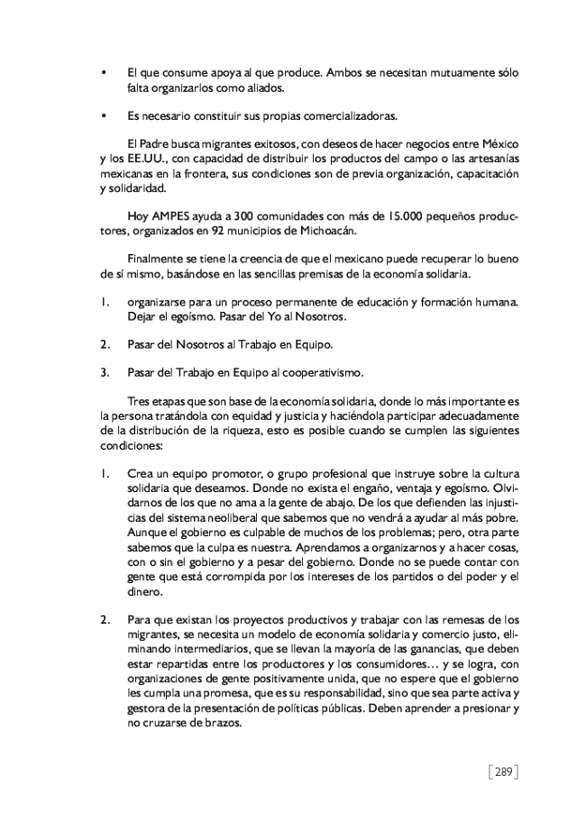 • El que consume apoya al que produce. Ambos se necesitan mutuamente sólo
falta organizarlos como aliados.
• Es necesario constituir sus propias comercializadoras.
El Padre busca migrantes exitosos, con deseos de hacer negocios entre México
y los EE.UU., con capacidad de distribuir los productos del campo o las artesanías
mexicanas en la frontera, sus condiciones son de previa organización, capacitación
y solidaridad.
Hoy AMPES ayuda a 300 comunidades con más de 15.000 pequeños produc-
tores, organizados en 92 municipios de Michoacán.
Finalmente se tiene la creencia de que el mexicano puede recuperar lo bueno
de sí mismo, basándose en las sencillas premisas de la economía solidaria.
1. organizarse para un proceso permanente de educación y formación humana.
Dejar el egoísmo. Pasar del Yo al Nosotros.
2. Pasar del Nosotros al Trabajo en Equipo.
3. Pasar del Trabajo en Equipo al cooperativismo.
Tres etapas que son base de la economía solidaria, donde lo más importante es
la persona tratándola con equidad y justicia y haciéndola participar adecuadamente
de la distribución de la riqueza, esto es posible cuando se cumplen las siguientes
condiciones:
1. Crea un equipo promotor, o grupo profesional que instruye sobre la cultura
solidaria que deseamos. Donde no exista el engaño, ventaja y egoísmo. Olvi-
darnos de los que no ama a la gente de abajo. De los que defienden las injusti-
cias del sistema neoliberal que sabemos que no vendrá a ayudar al más pobre.
Aunque el gobierno es culpable de muchos de los problemas; pero, otra parte
sabemos que la culpa es nuestra. Aprendamos a organizarnos y a hacer cosas,
con o sin el gobierno y a pesar del gobierno. Donde no se puede contar con
gente que está corrompida por los intereses de los partidos o del poder y el
dinero.
2. Para que existan los proyectos productivos y trabajar con las remesas de los
migrantes, se necesita un modelo de economía solidaria y comercio justo, eli-
minando intermediarios, que se llevan la mayoría de las ganancias, que deben
estar repartidas entre los productores y los consumidores… y se logra, con
organizaciones de gente positivamente unida, que no espere que el gobierno
les cumpla una promesa, que es su responsabilidad, sino que sea parte activa y
gestora de la presentación de políticas públicas. Deben aprender a presionar y
no cruzarse de brazos.
[289]